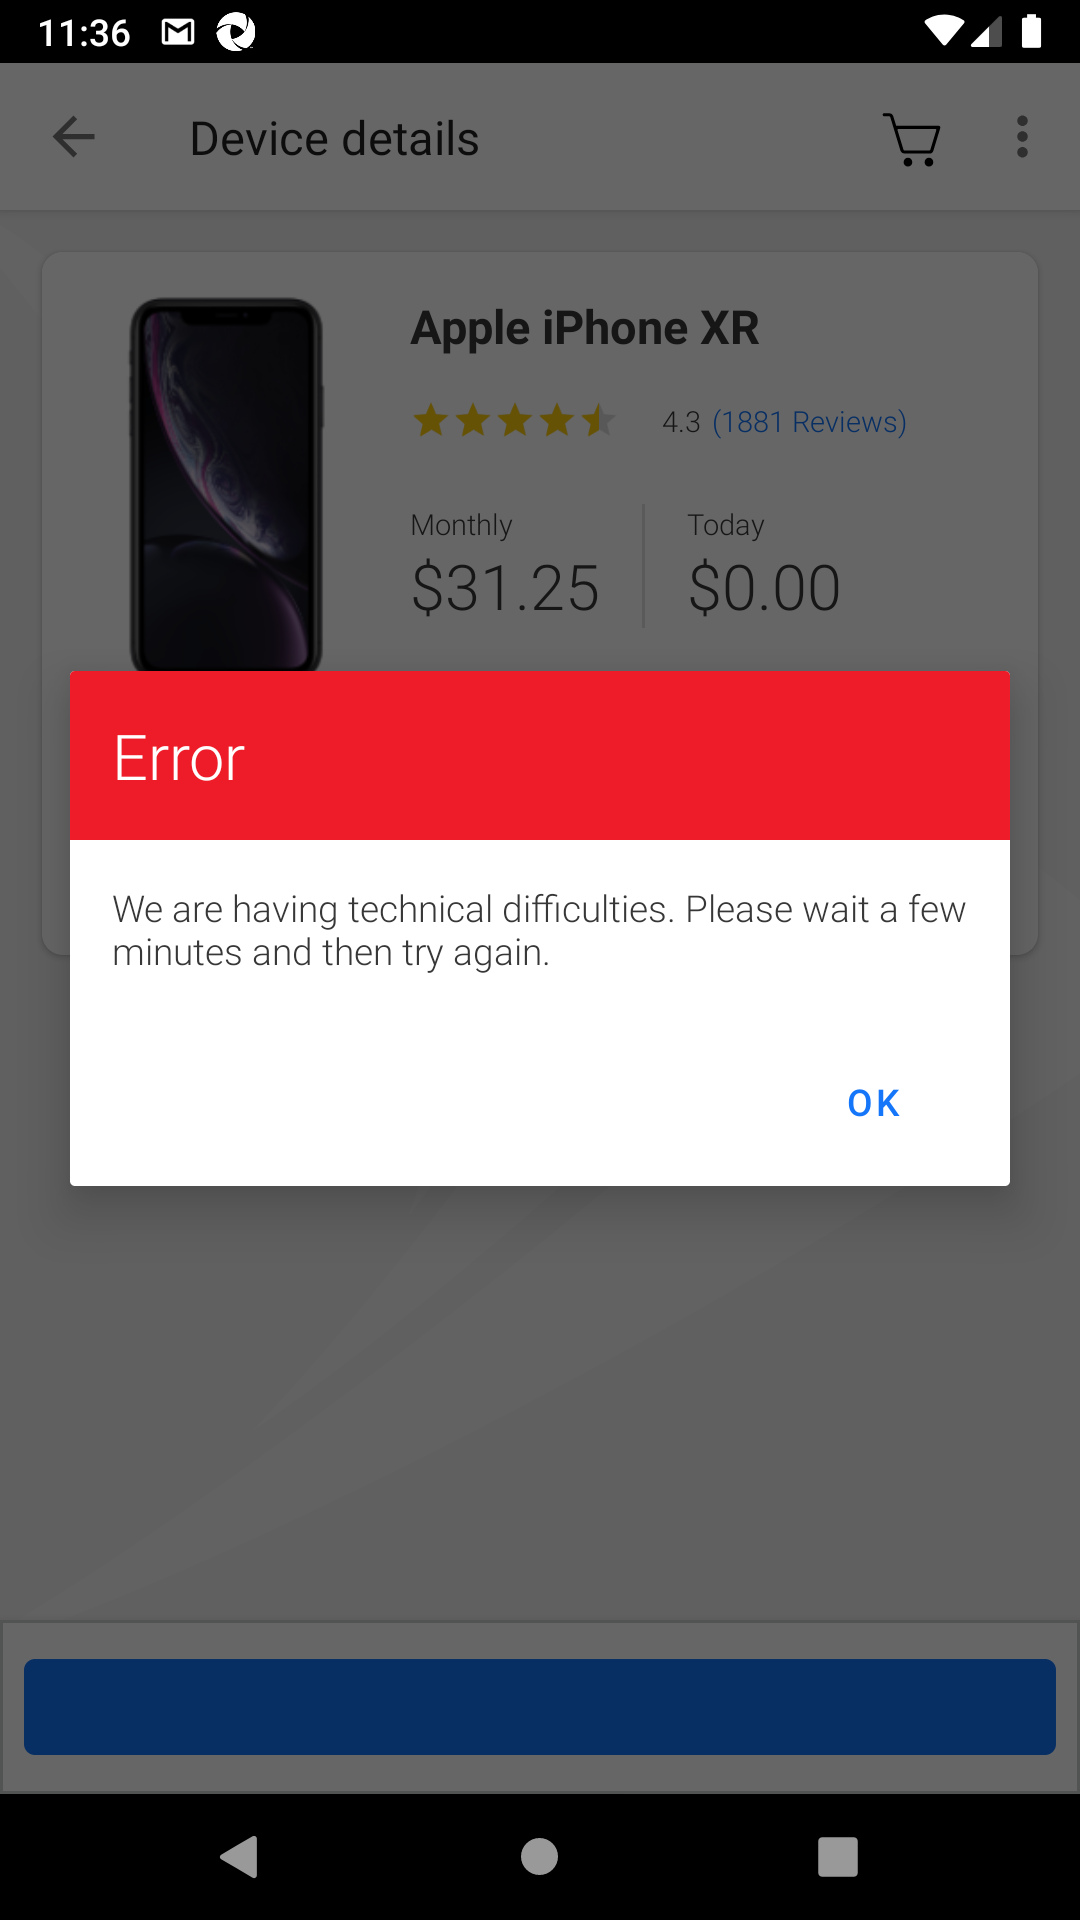 11:36
Device details
Apple iPhone XR
4.3 (1881 Reviews)
Monthly
$31.25
Today
$0.00
Error
We are having technical difficulties. Please wait a few
minutes and then try again.
OK